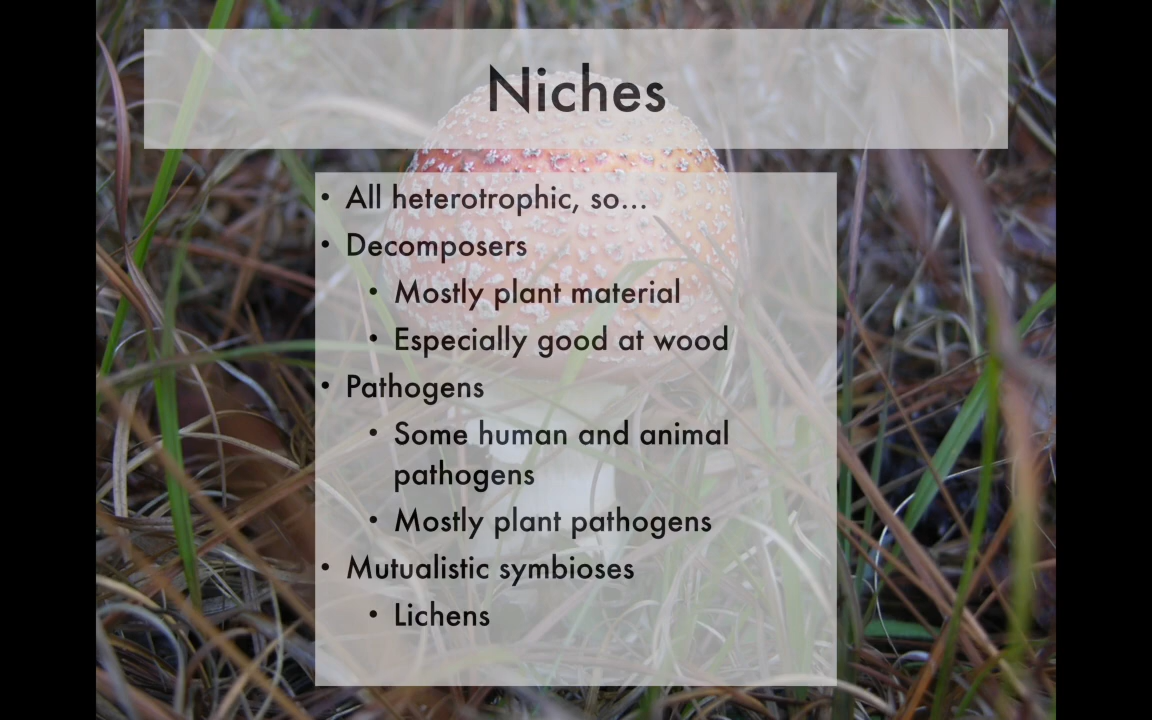 Niches
• All heterotrophic, so...
• Decomposers
• Mostly plant material
• Especially good at wood
• Pathogens
• Some human and animal
pathogens
• Mostly plant pathogens
• Mutualistic symbioses
• Lichens